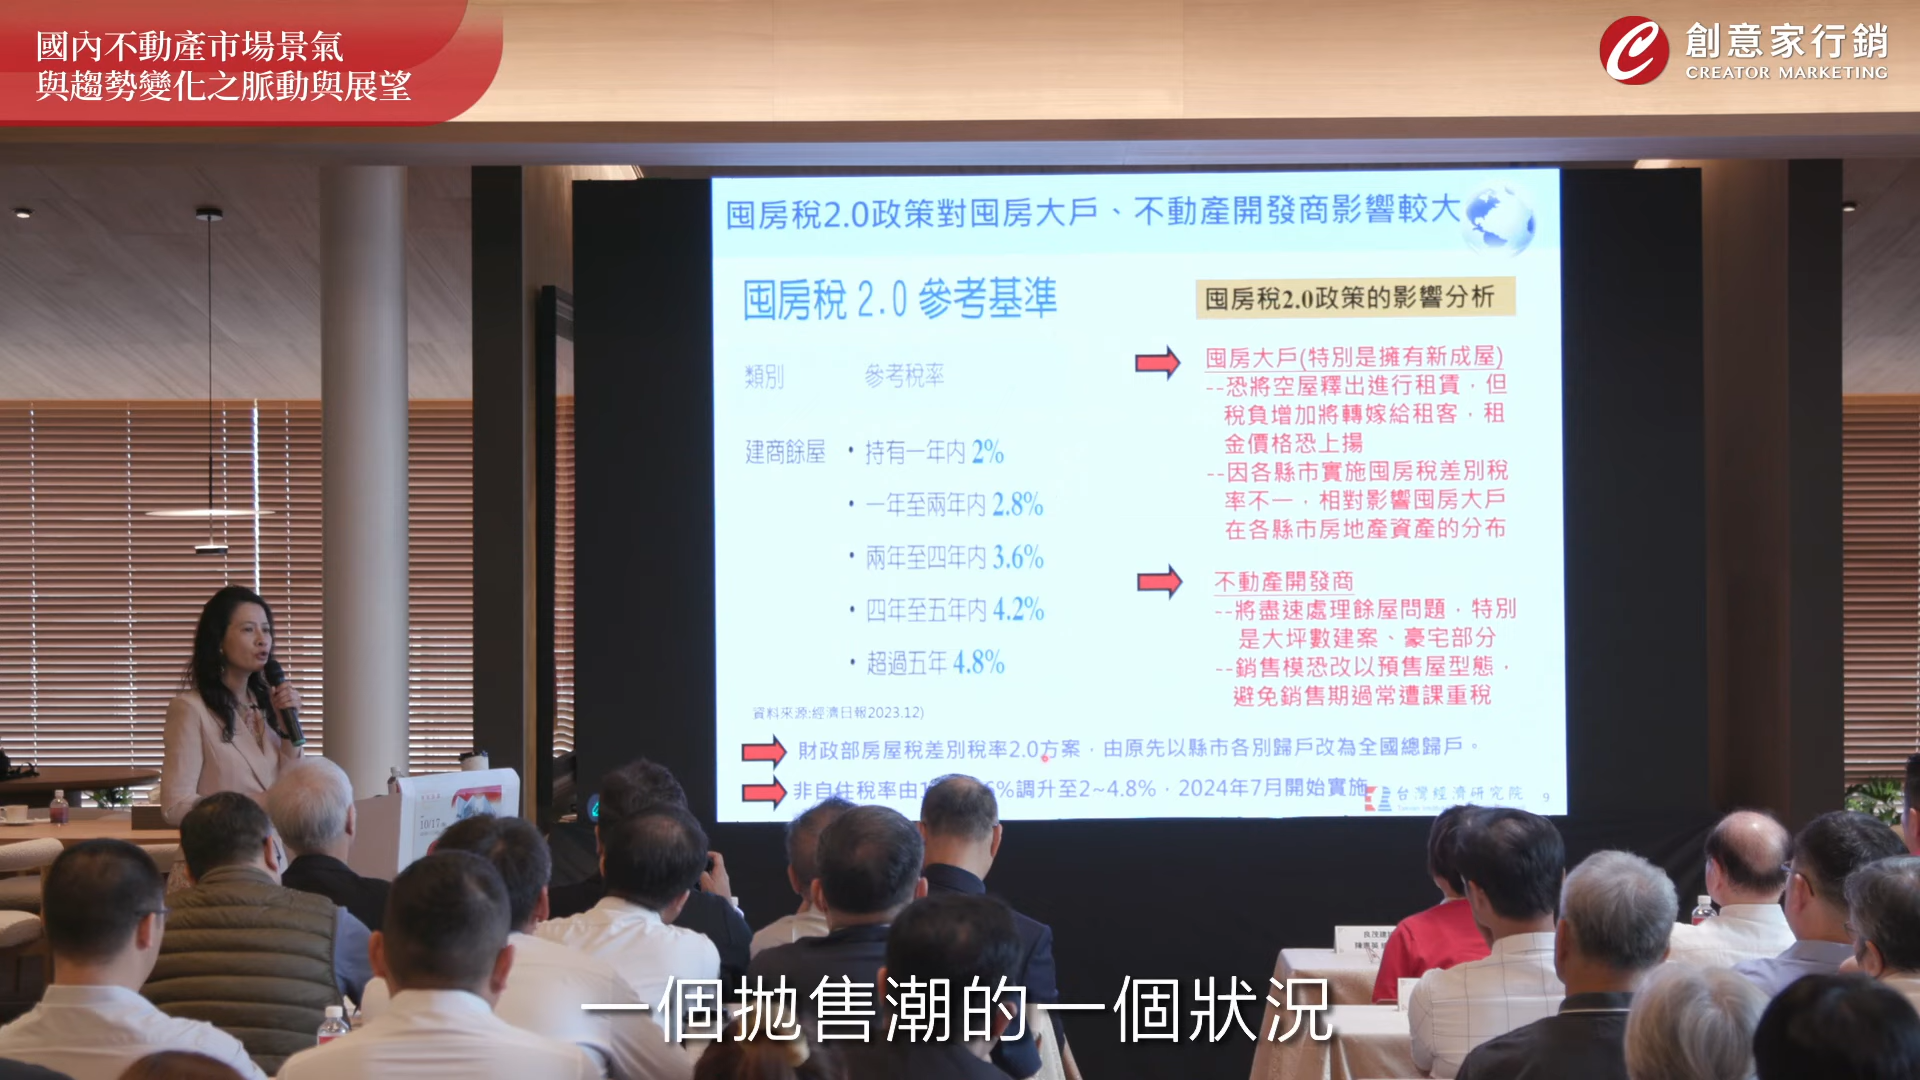 國內不動產市場景氣
與趨勢變化之脈動與展望
創意家行銷
CREATOR MARKETING
囤房稅2.0政策對囤房大戶、不動產開發商影響較大
囤房稅 2.0 參考基準
類別 參考稅率
建商餘屋 • 持有一年內 2%
• 一年至兩年內 2.8%
• 兩年至四年內 3.6%
• 四年至五年內 4.2%
• 超過五年 4.8%
資料來源:經濟日報2023.12)
囤房稅2.0政策的影響分析
囤房大戶(特別是擁有新成屋)
--恐將空屋釋出進行租賃，但
稅負增加將轉嫁給租客，租
金價格恐上揚
--因各縣市實施囤房稅差別稅
率不一，相對影響囤房大戶
在各縣市房地產資產的分布
不動產開發商
--將盡速處理餘屋問題，特別
是大坪數建案、豪宅部分
--銷售模恐改以預售屋型態，
避免銷售期過常遭課重稅
財政部房屋稅差別稅率2.0方案，由原先以縣市各別歸戶改為全國總歸戶。
非自住稅率由1 6%調升至2~4.8%，2024年7月開始實施
台灣經濟研究院
9
10/17
一個拋售潮的一個狀況